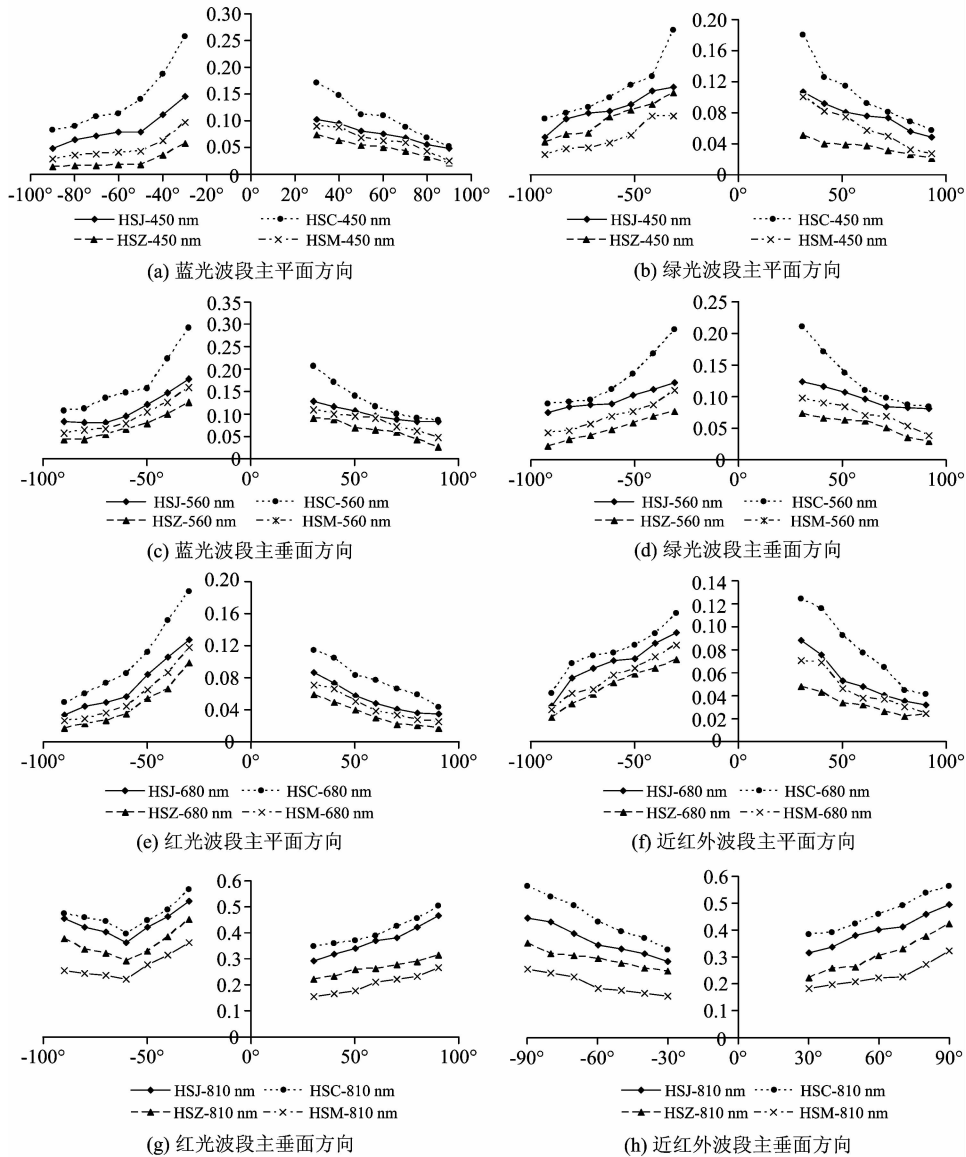 0.30
0.25
0.20
0.15
0.10
0.05
0
-100° -80° -60° -40° -20° 0° 20° 40° 60° 80° 100°
HSJ-450 nm HSC-450 nm
HSZ-450 nm HSM-450 nm
(a) 蓝光波段主平面方向
0.20
0.16
0.12
0.08
0.04
0
-100° -50° 0° 50° 100°
HSJ-450 nm HSC-450 nm
HSZ-450 nm HSM-450 nm
(b) 绿光波段主平面方向
0.35
0.30
0.25
0.20
0.15
0.10
0.05
0
-100° -50° 0° 50° 100°
HSJ-560 nm HSC-560 nm
HSZ-560 nm HSM-560 nm
(c) 蓝光波段主垂面方向
0.25
0.20
0.15
0.10
0.05
0
-100° -50° 0° 50° 100°
HSJ-560 nm HSC-560 nm
HSZ-560 nm HSM-560 nm
(d) 绿光波段主垂面方向
0.20
0.16
0.12
0.08
0.04
0
-100° -50° 0° 50° 100°
HSJ-680 nm HSC-680 nm
HSZ-680 nm HSM-680 nm
(e) 红光波段主平面方向
0.14
0.12
0.10
0.08
0.06
0.04
0.02
0
-100° -50° 0° 50° 100°
HSJ-680 nm HSC-680 nm
HSZ-680 nm HSM-680 nm
(f) 近红外波段主平面方向
0.6
0.5
0.4
0.3
0.2
0.1
0
-100° -50° 0° 50° 100°
HSJ-810 nm HSC-810 nm
HSZ-810 nm HSM-810 nm
(g) 红光波段主垂面方向
0.6
0.5
0.4
0.3
0.2
0.1
0
-90° -60° -30° 0° 30° 60° 90°
HSJ-810 nm HSC-810 nm
HSZ-810 nm HSM-810 nm
(h) 近红外波段主垂面方向